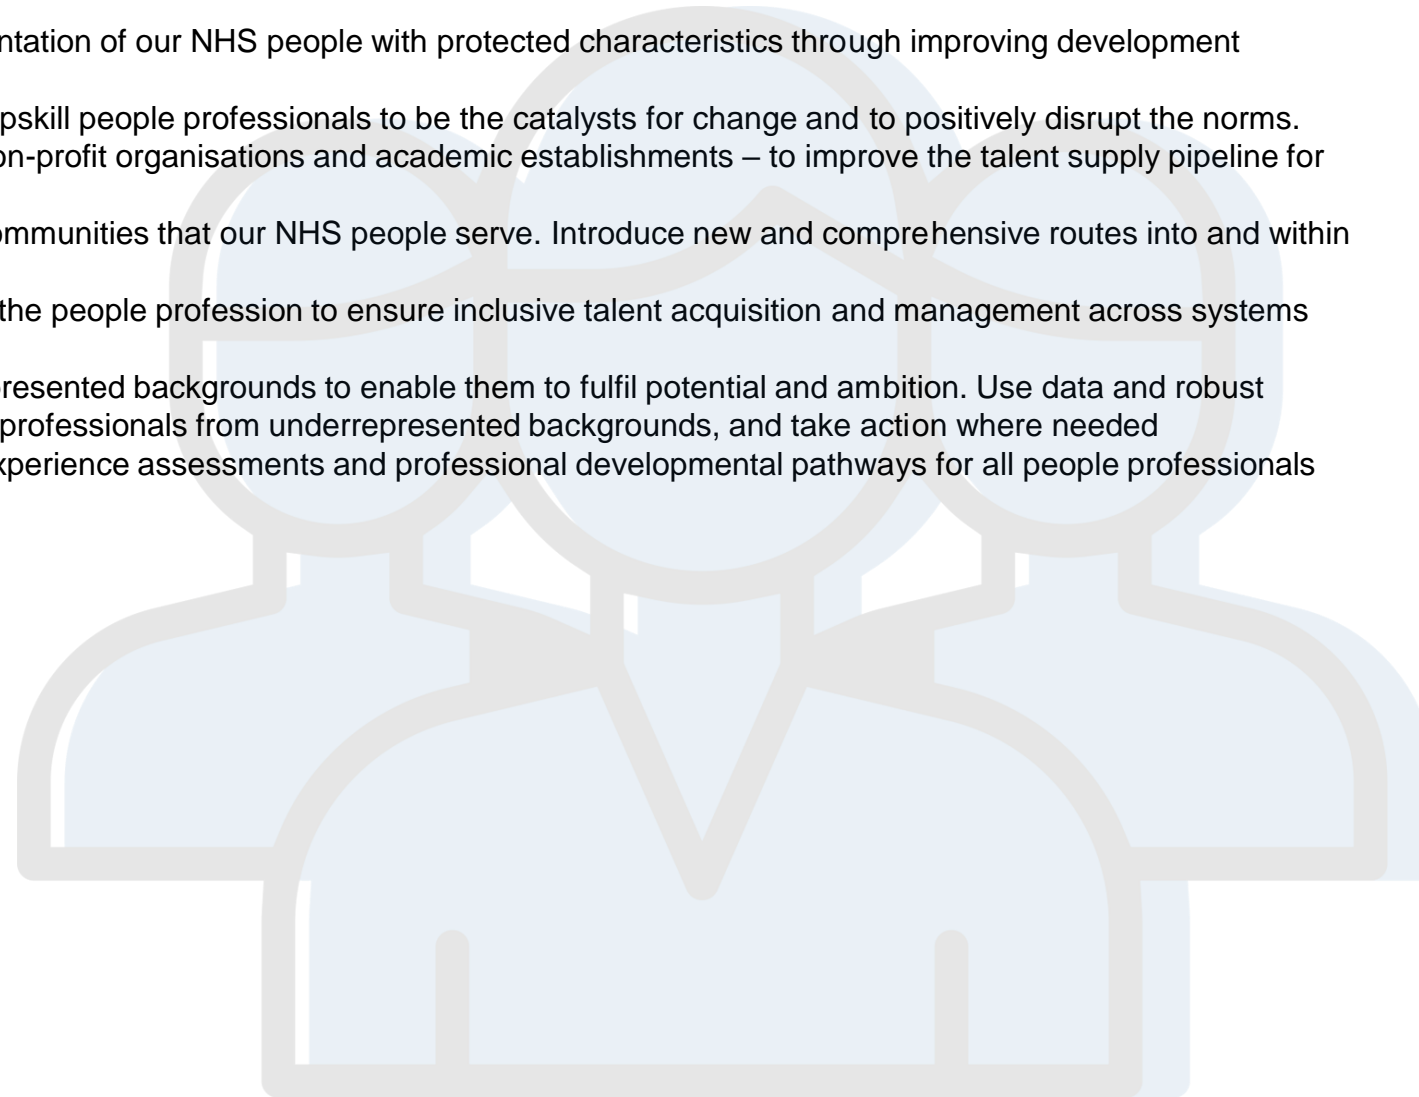 ntation of our NHS people with protected characteristics through improving development
pskill people professionals to be the catalysts for change and to positively disrupt the norms.
on-profit organisations and academic establishments – to improve the talent supply pipeline for
ommunities that our NHS people serve. Introduce new and comprehensive routes into and within
the people profession to ensure inclusive talent acquisition and management across systems
presented backgrounds to enable them to fulfil potential and ambition. Use data and robust
professionals from underrepresented backgrounds, and take action where needed
xperience assessments and professional developmental pathways for all people professionals